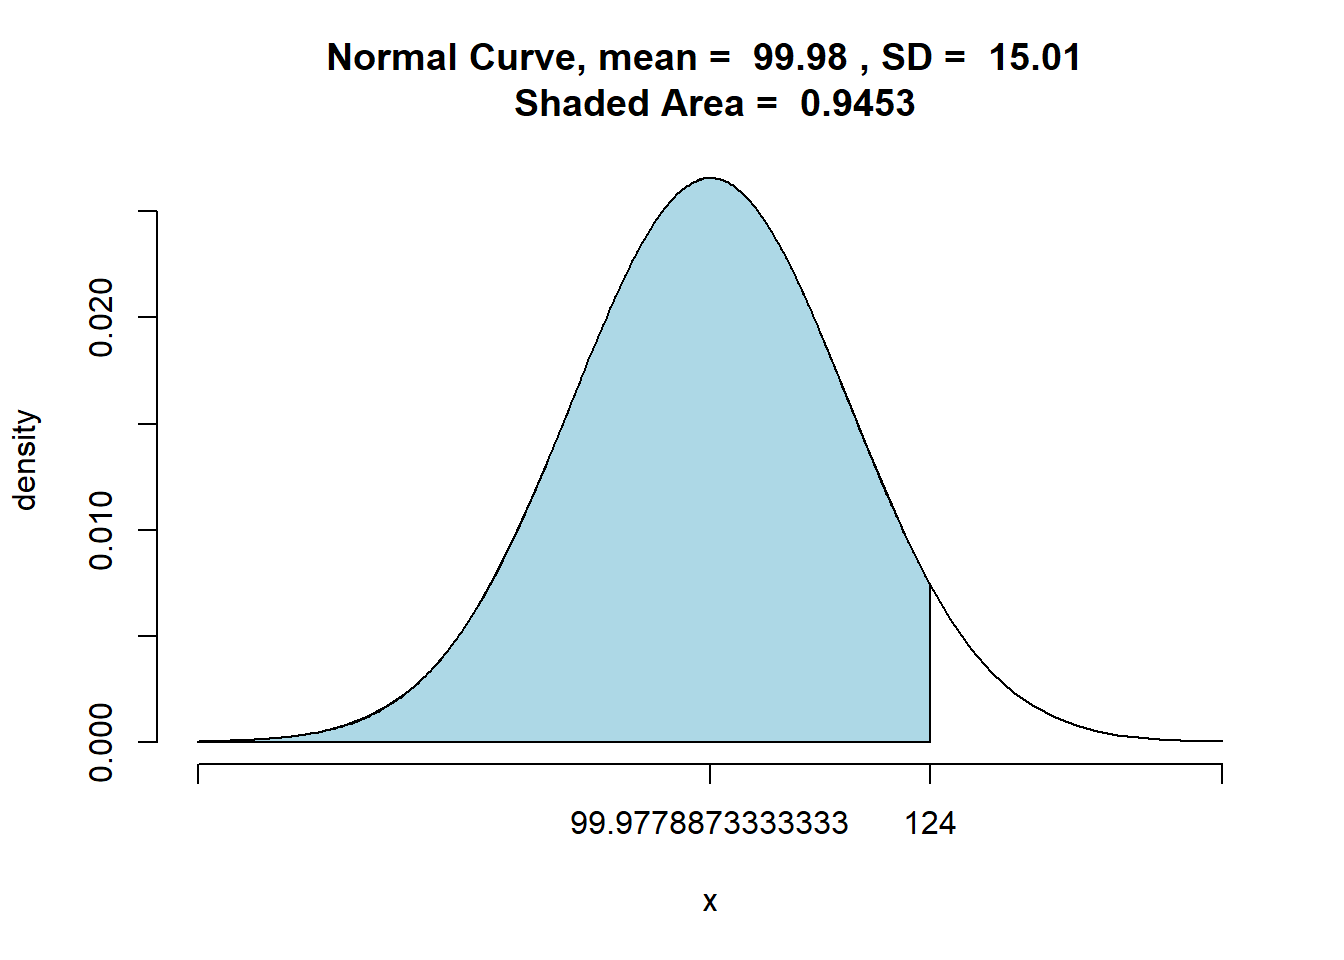 Normal Curve, mean =  99.98 , SD =  15.01
Shaded Area =  0.9453
density
0.020
0.010
0.000
99.9778873333333
124
x